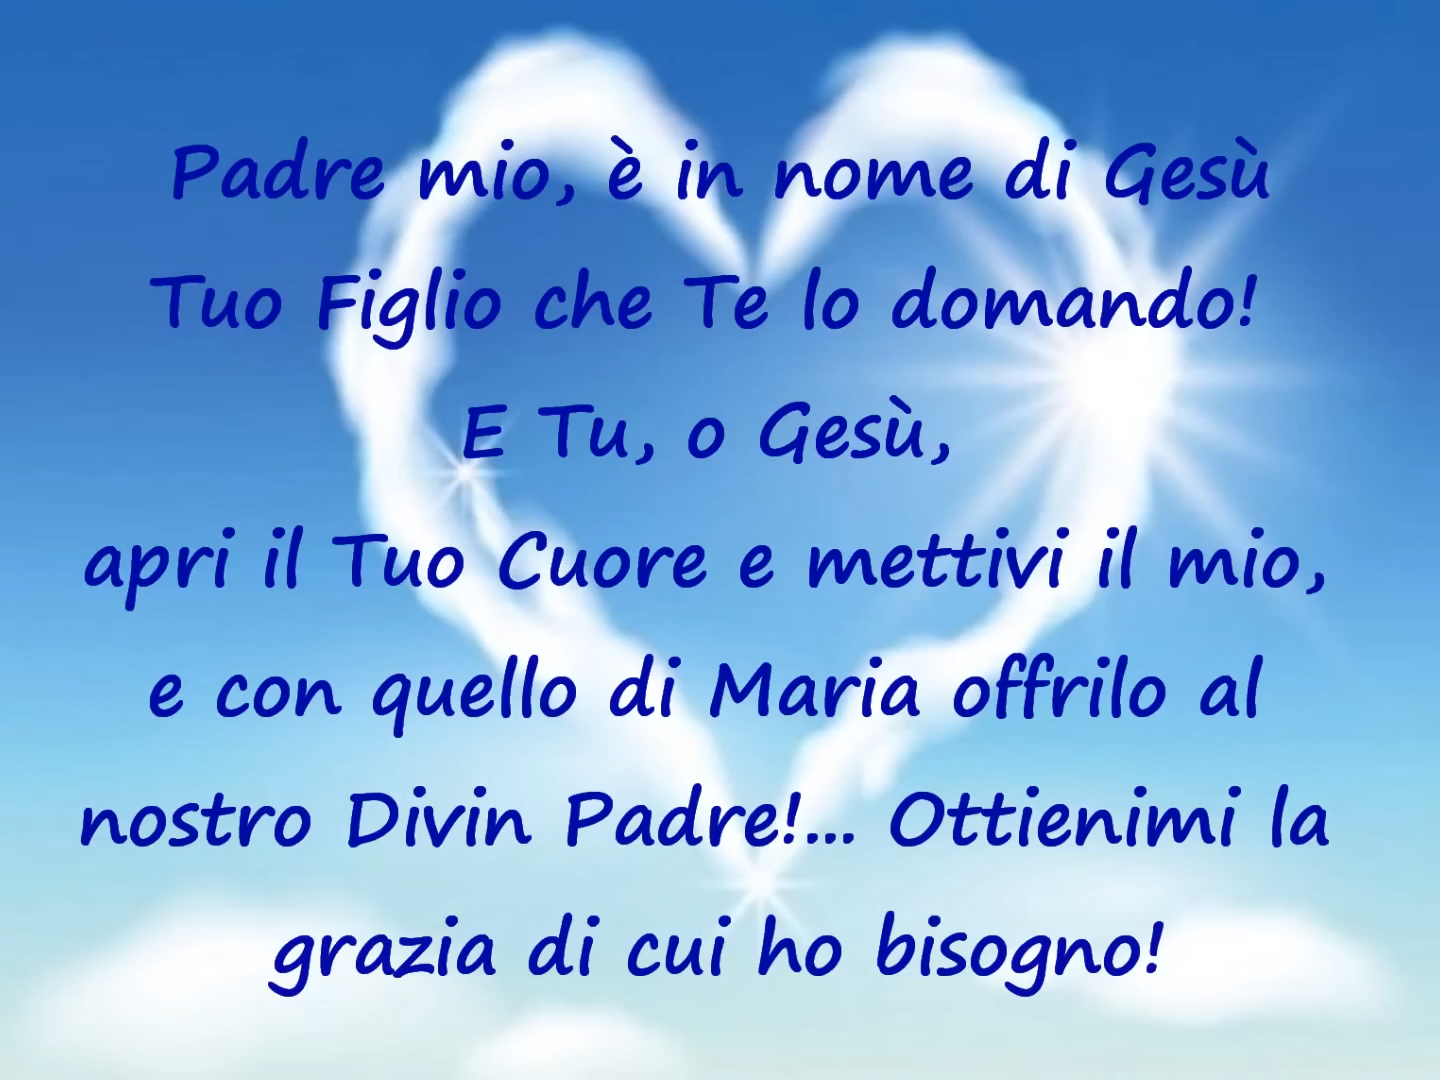 Padre mio, è in nome di Gesù
Tuo Figlio che Te lo domando!
E Tu, o Gesù,
apri il Tuo Cuore e mettivi il mio,
e con quello di Maria offrilo al
nostro Divin Padre!... Ottienimi la
grazia di cui ho bisogno!